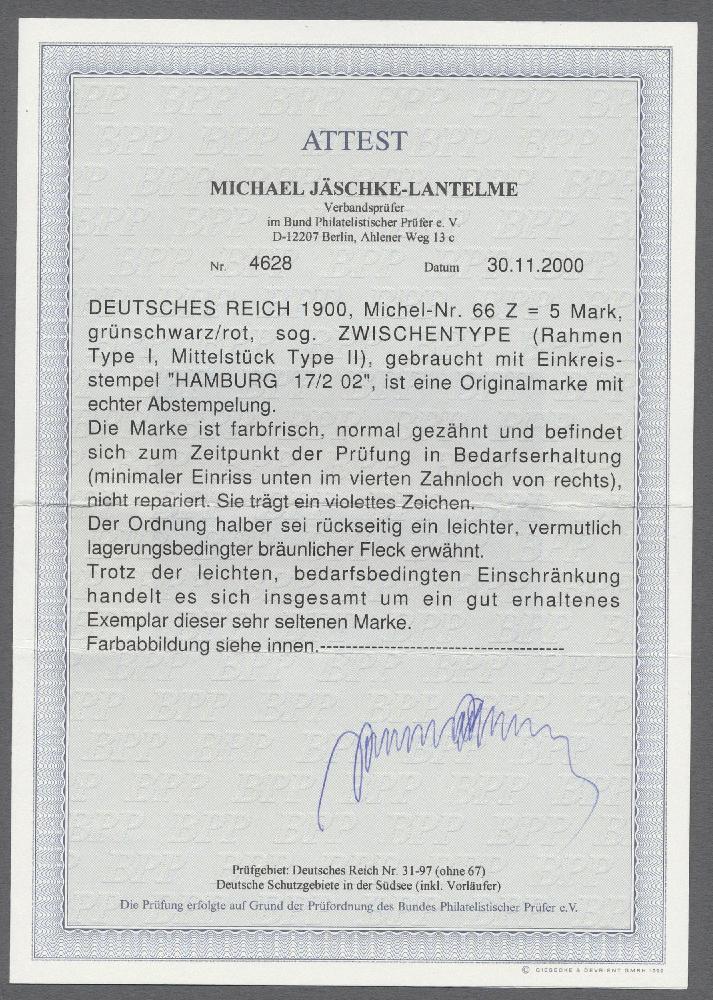 ATTEST
MICHAEL JÄSCHKE-LANTELME
Verbandsprüfer
im Bund Philatelistischer Prüfer e. V.
D-12207 Berlin, Ahlener Weg 13 c
Nr. 4628 Datum 30.11.2000
DEUTSCHES REICH 1900, Michel-Nr. 66 Z = 5 Mark,
grünschwarz/rot, sog. ZWISCHENTYPE (Rahmen
Type I, Mittelstück Type II), gebraucht mit Einkreis-
stempel "HAMBURG 17/2 02", ist eine Originalmarke mit
echter Abstempelung.
Die Marke ist farbfrisch, normal gezähnt und befindet
sich zum Zeitpunkt der Prüfung in Bedarfserhaltung
(minimaler Einriss unten im vierten Zahnloch von rechts),
nicht repariert. Sie trägt ein violettes Zeichen.
Der Ordnung halber sei rückseitig ein leichter, vermutlich
lagerungsbedingter bräunlicher Fleck erwähnt.
Trotz der leichten, bedarfsbedingten Einschränkung
handelt es sich insgesamt um ein gut erhaltenes
Exemplar dieser sehr seltenen Marke.
Farbabbildung siehe innen.---------------------------------------
Prüfgebiet: Deutsches Reich Nr. 31-97 (ohne 67)
Deutsche Schutzgebiete in der Südsee (inkl. Vorläufer)
Die Prüfung erfolgte auf Grund der Prüfordnung des Bundes Philatelistischer Prüfer e.V.
© GIESECKE & DEVRIENT GMBH